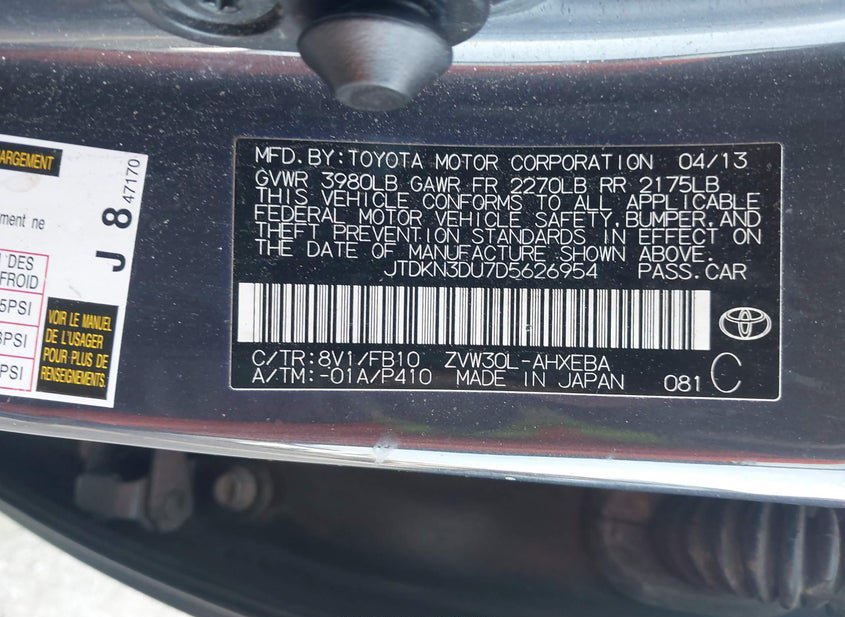 ARGEMENT
ement ne
DES
FROID
5PSI
PSI
PSI
VOIR LE MANUEL
DE L'USAGER
POUR PLUS DE
RENSEIGNEMENTS
J 8 47170
MFD.BY:TOYOTA MOTOR CORPORATION 04/13
GVWR 3980LB GAWR FR 2270LB RR 2175LB
THIS VEHICLE CONFORMS TO ALL APPLICABLE
FEDERAL MOTOR VEHICLE SAFETY,BUMPER,AND
THEFT PREVENTION STANDARDS IN EFFECT ON
THE DATE OF MANUFACTURE SHOWN ABOVE.
JTDKN3DU7D5626954 PASS.CAR
C/TR:8V1/FB10 ZVW30L-AHXEBA
A/TM:-01A/P410 MADE IN JAPAN 081 C